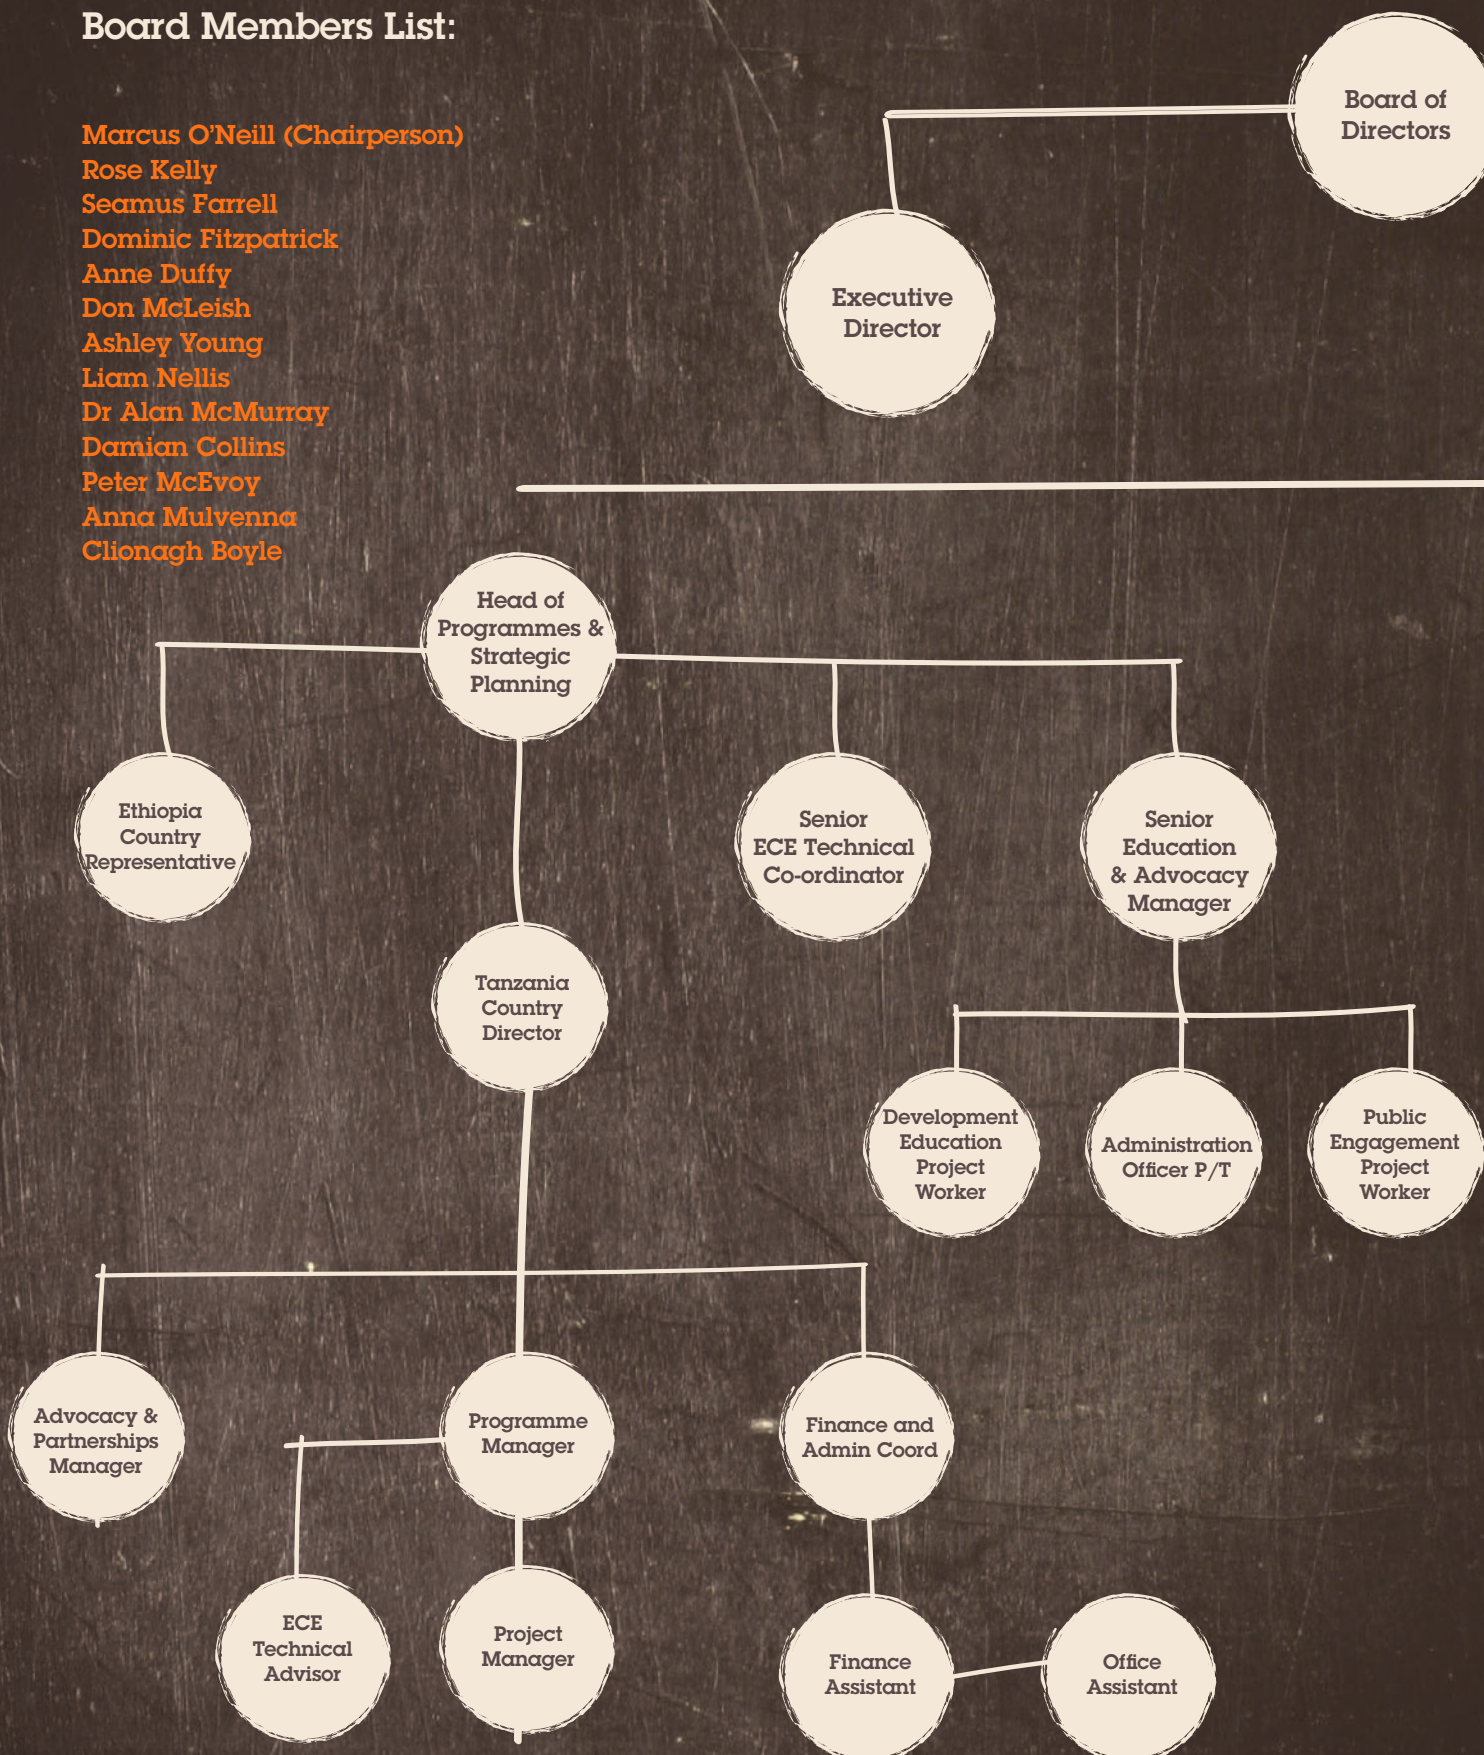 Board Members List:
Marcus O'Neill (Chairperson)
Rose Kelly
Seamus Farrell
Dominic Fitzpatrick
Anne Duffy
Don McLeish
Ashley Young
Liam Nellis
Dr Alan McMurray
Damian Collins
Peter McEvoy
Anna Mulvenna
Clionagh Boyle
Board of
Directors
Executive
Director
Head of
Programmes &
Strategic
Planning
Ethiopia
Country
Representative
Senior
ECE Technical
Co-ordinator
Senior
Education
& Advocacy
Manager
Tanzania
Country
Director
Development
Education
Project
Worker
Administration
Officer P/T
Public
Engagement
Project
Worker
Advocacy &
Partnerships
Manager
Programme
Manager
Finance and
Admin Coord
ECE
Technical
Advisor
Project
Manager
Finance
Assistant
Office
Assistant